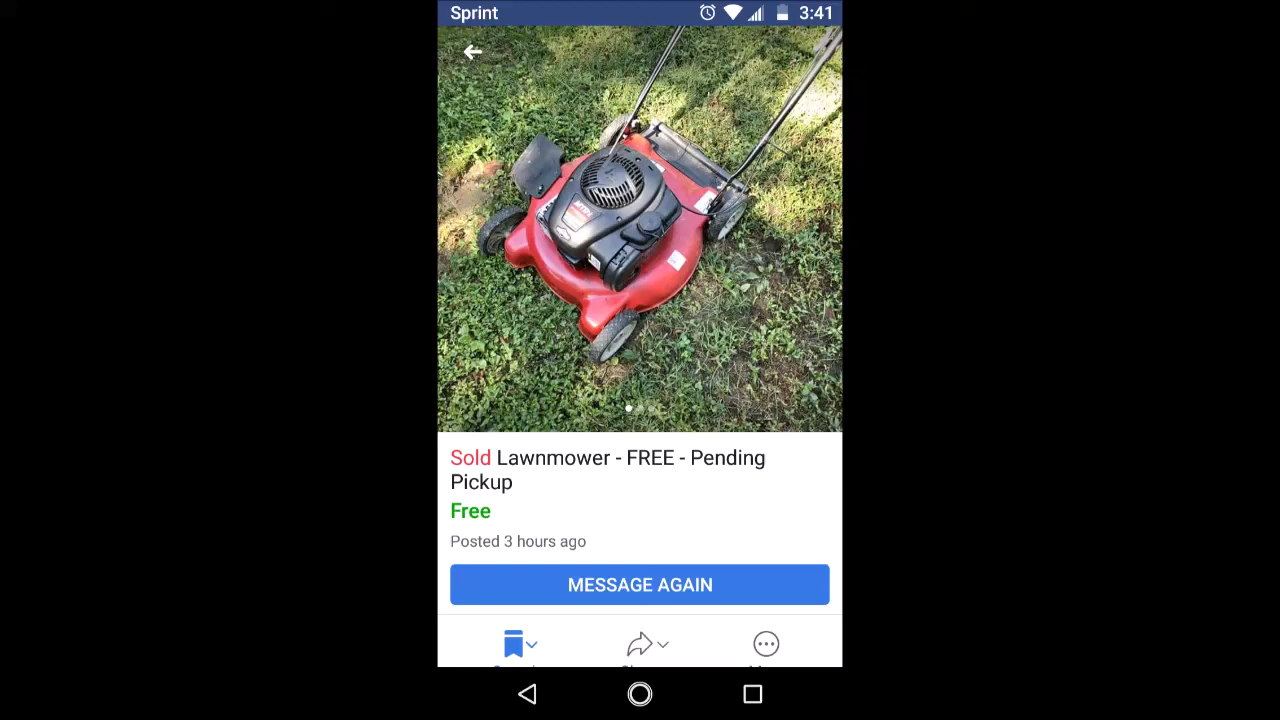 Sprint
3:41
Sold Lawnmower - FREE - Pending
Pickup
Free
Posted 3 hours ago
MESSAGE AGAIN